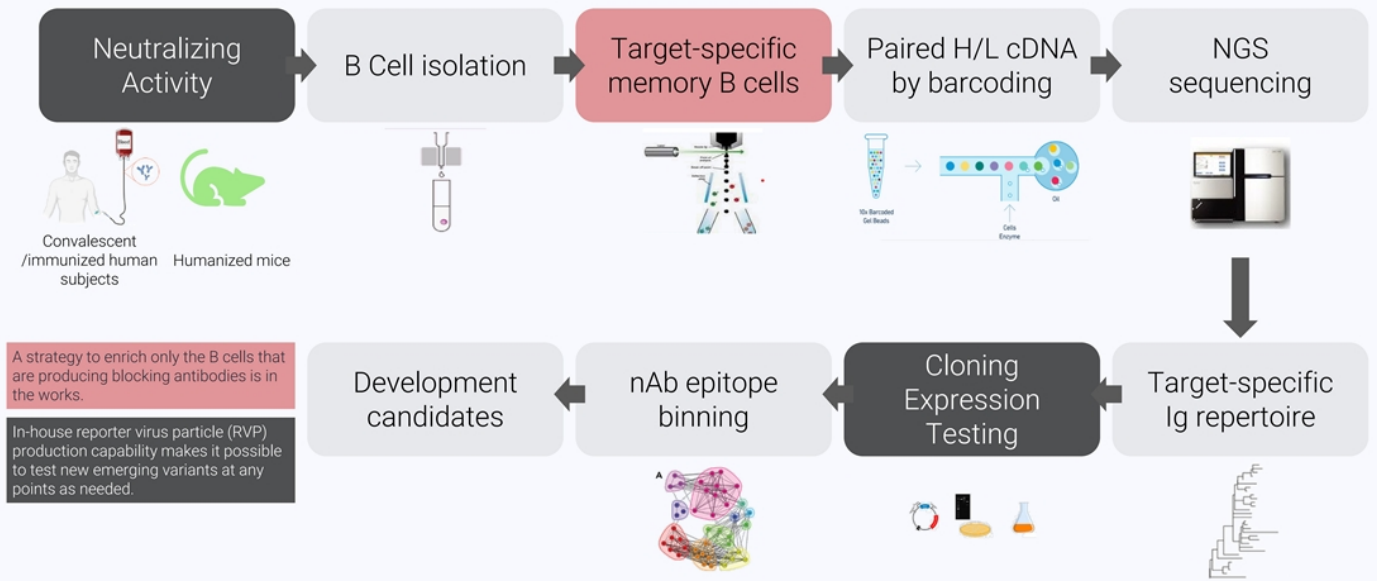 Neutralizing
Activity
B Cell isolation
Target-specific
memory B cells
Paired H/L cDNA
by barcoding
NGS
sequencing
Convalescent
/immunized human
subjects
Humanized mice
10x Barcoded
Gel Beads
Cells
Enzyme
Oil
A strategy to enrich only the B cells that
are producing blocking antibodies is in
the works.
In-house reporter virus particle (RVP)
production capability makes it possible
to test new emerging variants at any
points as needed.
Development
candidates
nAb epitope
binning
Cloning
Expression
Testing
Target-specific
Ig repertoire
A